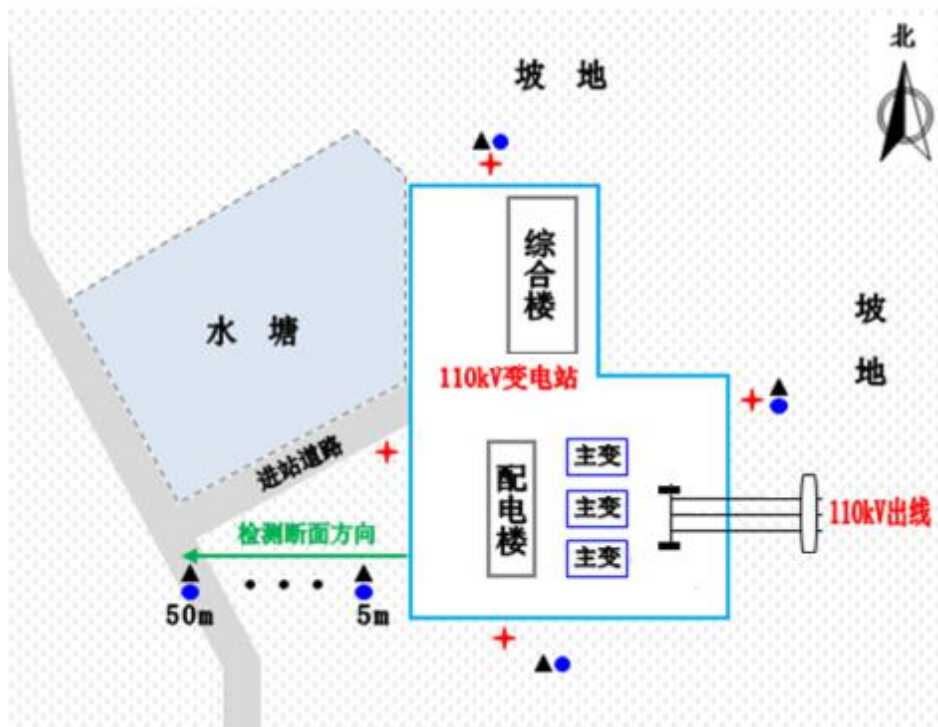 北
坡 地
综合楼
水 塘
坡地
110kV变电站
进站道路
配电楼
主变
主变
主变
110kV出线
检测断面方向
50m
5m